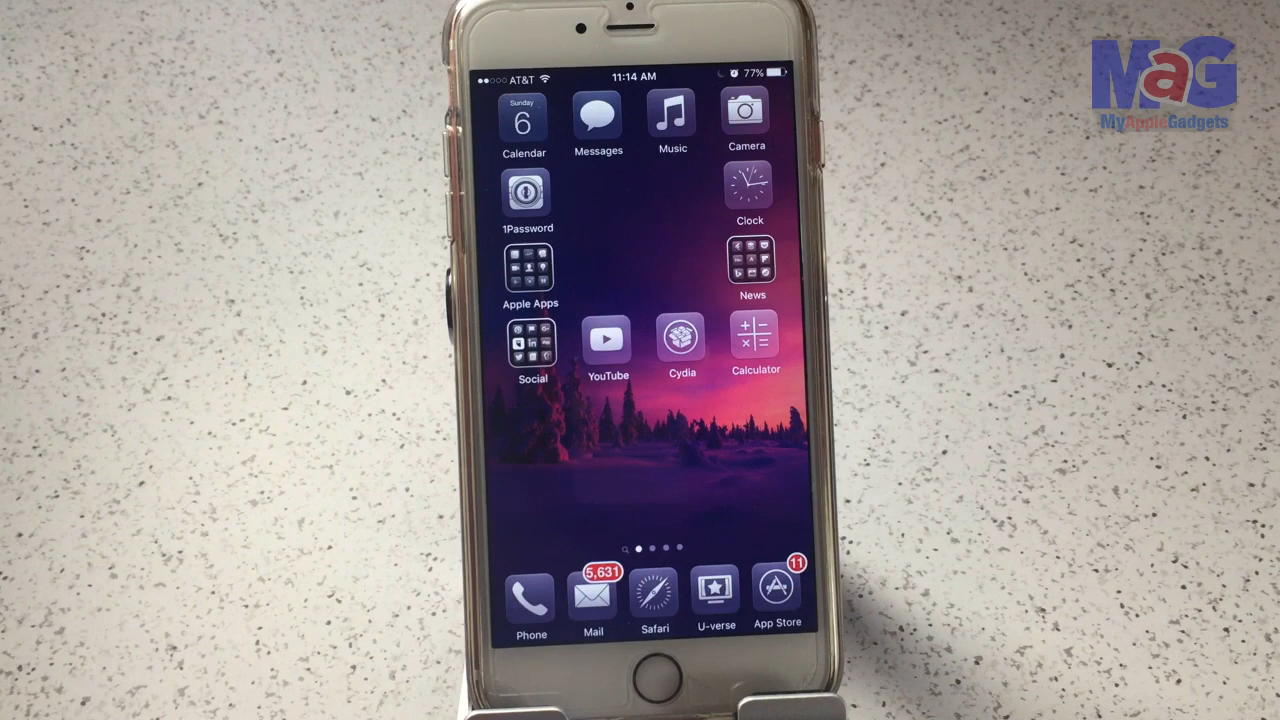 AT&T
11:14 AM
77%
MaG
MyAppleGadgets
Sunday
6
Calendar
Messages
Music
Camera
1Password
Clock
Apple Apps
News
Social
YouTube
Cydia
Calculator
5,631
11
Phone
Mail
Safari
U-verse
App Store